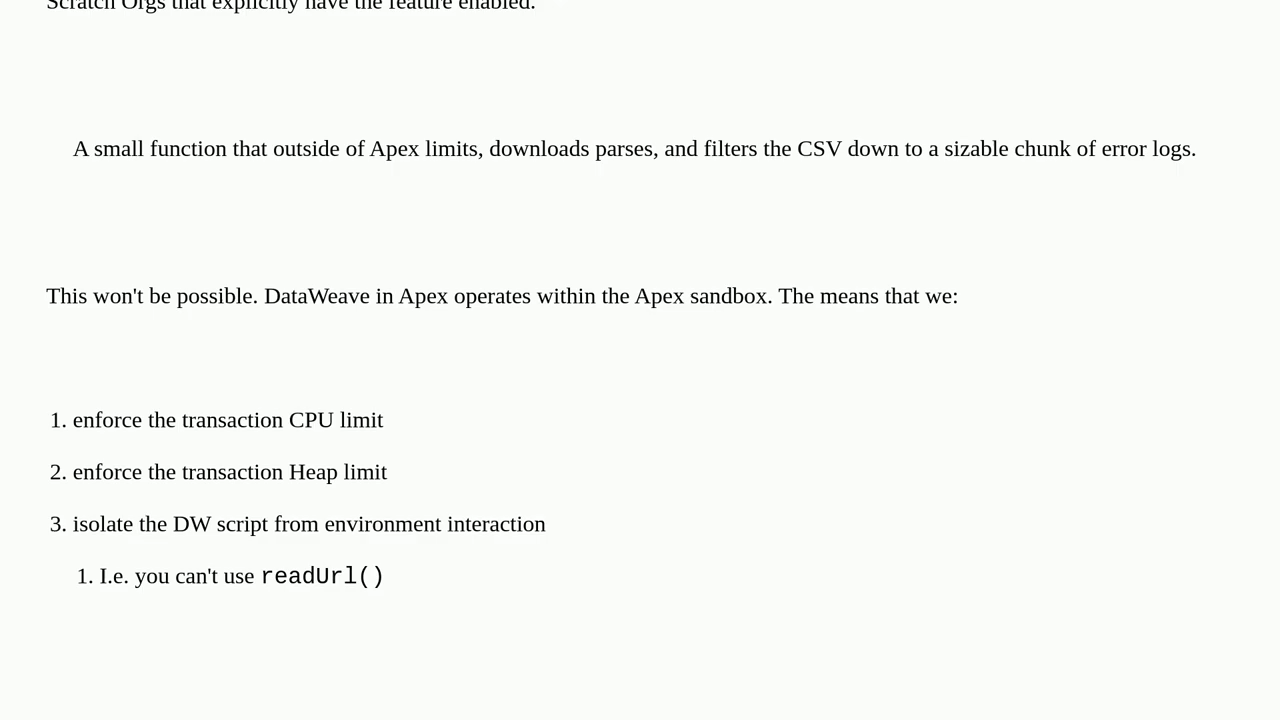 Scratch Orgs that explicitly have the feature enabled.
A small function that outside of Apex limits, downloads parses, and filters the CSV down to a sizable chunk of error logs.
This won't be possible. DataWeave in Apex operates within the Apex sandbox. The means that we:
1. enforce the transaction CPU limit
2. enforce the transaction Heap limit
3. isolate the DW script from environment interaction
1. I.e. you can't use readUrl()